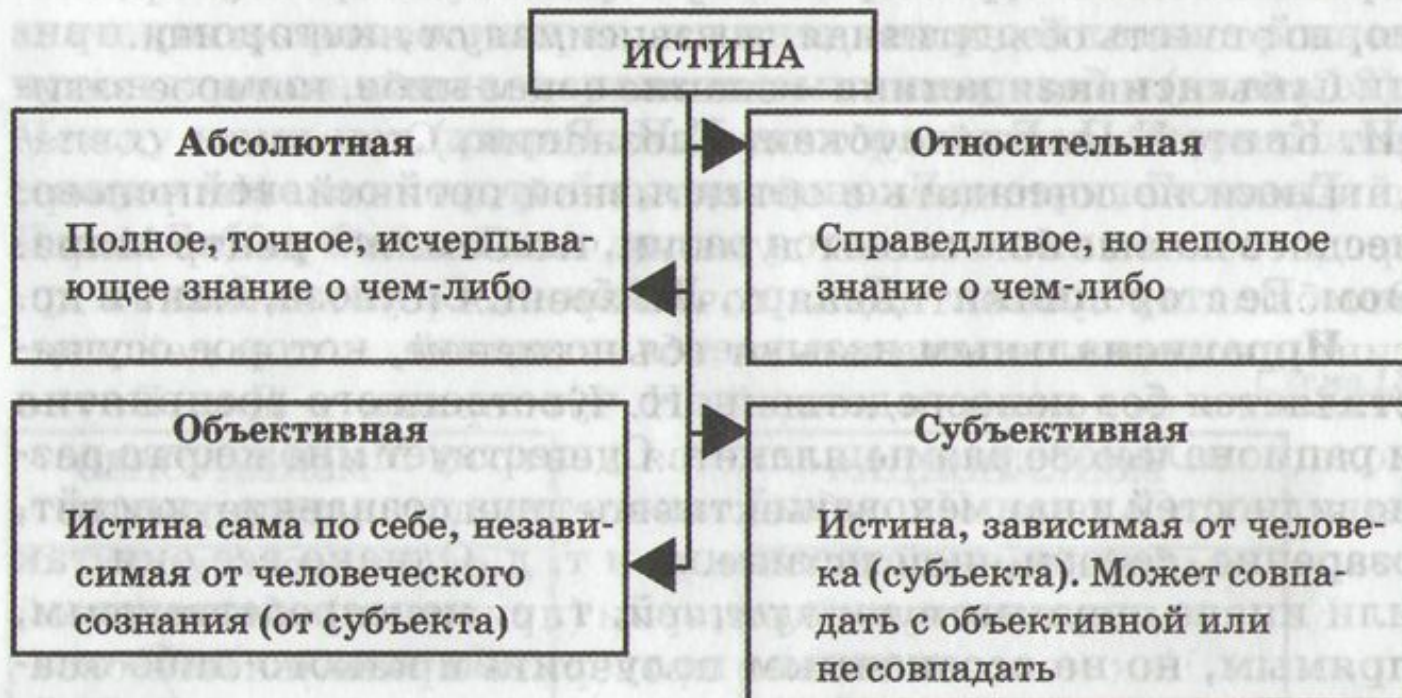 ИСТИНА
Абсолютная
Полное, точное, исчерпыва-
ющее знание о чем-либо
Относительная
Справедливое, но неполное
знание о чем-либо
Объективная
Истина сама по себе, незави-
симая от человеческого
сознания (от субъекта)
Субъективная
Истина, зависимая от челове-
ка (субъекта). Может совпа-
дать с объективной или
не совпадать